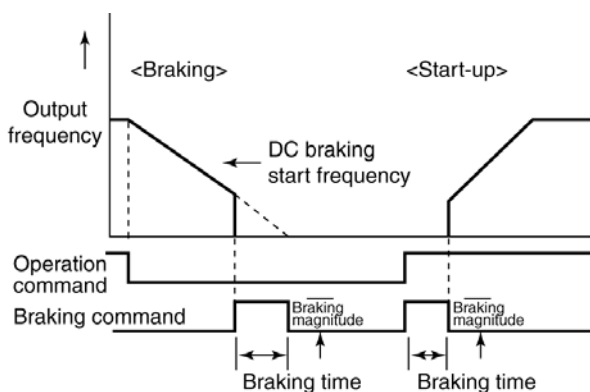 <Braking>
<Start-up>
Output
frequency
DC braking
start frequency
Operation
command
Braking command
Braking
magnitude
Braking
magnitude
Braking time
Braking time